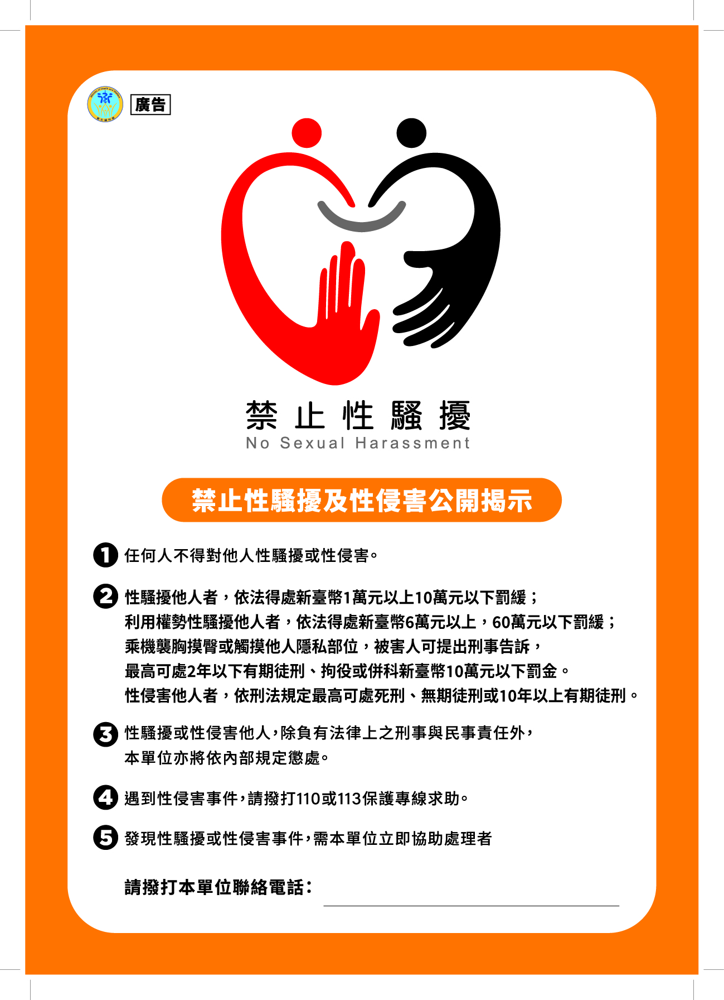 Ministry of Health and Welfare
衛生福利部
廣告
禁止性騷擾
No Sexual Harassment
禁止性騷擾及性侵害公開揭示
1 任何人不得對他人性騷擾或性侵害。
2 性騷擾他人者，依法得處新臺幣1萬元以上10萬元以下罰緩；
利用權勢性騷擾他人者，依法得處新臺幣6萬元以上，60萬元以下罰緩；
乘機襲胸摸臀或觸摸他人隱私部位，被害人可提出刑事告訴，
最高可處2年以下有期徒刑、拘役或併科新臺幣10萬元以下罰金。
性侵害他人者，依刑法規定最高可處死刑、無期徒刑或10年以上有期徒刑。
3 性騷擾或性侵害他人，除負有法律上之刑事與民事責任外，
本單位亦將依內部規定懲處。
4 遇到性侵害事件，請撥打110或113保護專線求助。
5 發現性騷擾或性侵害事件，需本單位立即協助處理者
請撥打本單位聯絡電話：